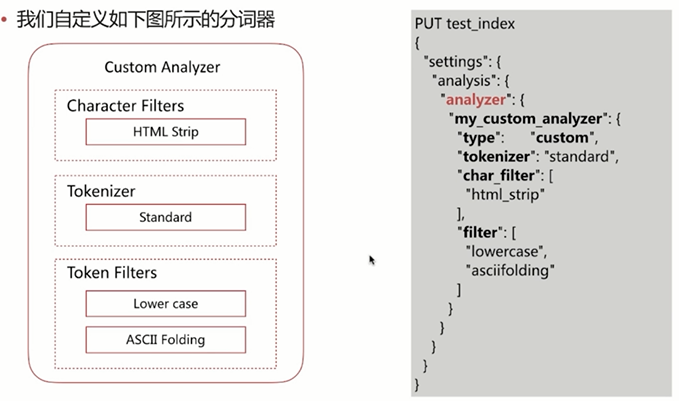 • 我们自定义如下图所示的分词器
Custom Analyzer
Character Filters
HTML Strip
Tokenizer
Standard
Token Filters
Lower case
ASCII Folding
PUT test_index
{
"settings": {
"analysis": {
"analyzer": {
"my_custom_analyzer": {
"type": "custom",
"tokenizer": "standard",
"char_filter": [
"html_strip"
],
"filter": [
"lowercase",
"asciifolding"
]
}
}
}
}
}